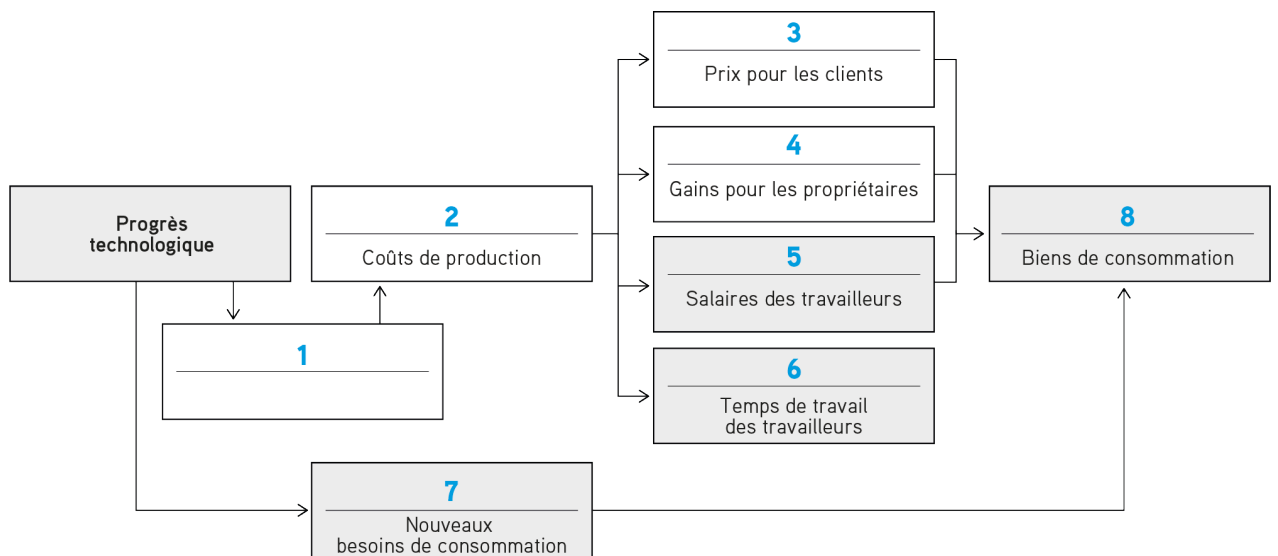 3
Prix pour les clients
4
Gains pour les propriétaires
Progrès
technologique
2
Coûts de production
5
Salaires des travailleurs
8
Biens de consommation
1
6
Temps de travail
des travailleurs
7
Nouveaux
besoins de consommation